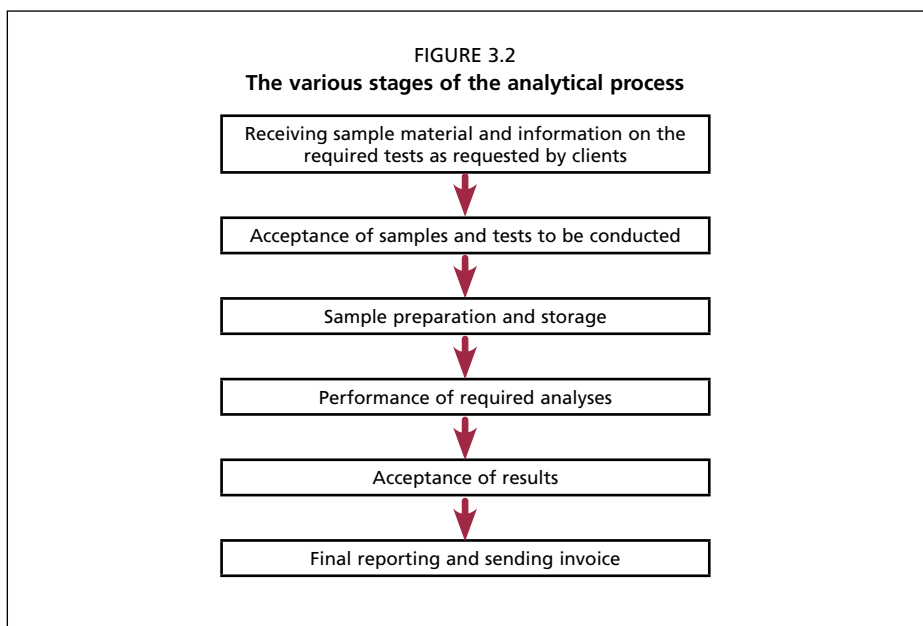 FIGURE 3.2
The various stages of the analytical process
Receiving sample material and information on the
required tests as requested by clients
Acceptance of samples and tests to be conducted
Sample preparation and storage
Performance of required analyses
Acceptance of results
Final reporting and sending invoice